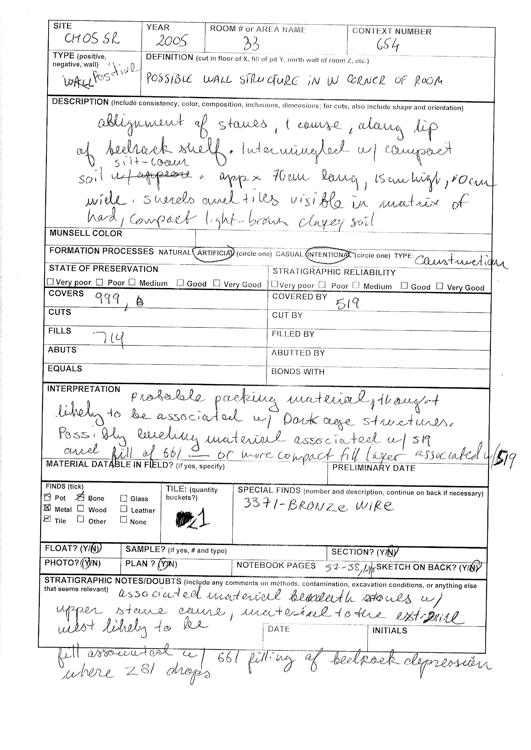 SITE
YEAR
ROOM # or AREA NAME
CONTEXT NUMBER
CHO5SR
2005
33
654
TYPE (positive, negative, wall)
DEFINITION (cut in floor of X, fill of pit Y, north wall of room Z, etc.)
WALL Positive
POSSIBLE WALL STRUCTURE IN W CORNER OF ROOM
DESCRIPTION (include consistency, color, composition, inclusions, dimensions: for cuts, also include shape and orientation)
allignment of stones, 1 course, along lip
of bedrock shelf. Intermingled w/ compact
silt-loam
soil w/ appx 70cm long, 15cm high, cm
wide. sherds and tiles visible in matrix of
hard, compact light-brown clayey soil
MUNSELL COLOR
FORMATION PROCESSES NATURAL ARTIFICIAL (circle one) CASUAL INTENTIONAL (circle one) TYPE: Construction
STATE OF PRESERVATION
STRATIGRAPHIC RELIABILITY
Very poor Poor Medium Good Very Good
Very poor Poor Medium Good Very Good
COVERS 999,
COVERED BY 519
CUTS
CUT BY
FILLS 714
FILLED BY
ABUTS
ABUTTED BY
EQUALS
BONDS WITH
INTERPRETATION
Probable packing material, thought
likely to be associated w/ Dark age structures.
Possibly leveling material associated w/ 519
and fill of 661 — or more compact fill layer associated w/ 519
MATERIAL DATABLE IN FIELD? (if yes, specify)
PRELIMINARY DATE
FINDS (tick)
Pot Bone Glass
Metal Wood Leather
Tile Other None
TILE: (quantity buckets?)
21
SPECIAL FINDS (number and description, continue on back if necessary)
3371-BRONZE WIRE
FLOAT? (Y/N)
SAMPLE? (if yes, # and type)
SECTION? (Y/N)
PHOTO? (Y/N)
PLAN ? (Y/N)
NOTEBOOK PAGES 57-58,
SKETCH ON BACK? (Y/N)
STRATIGRAPHIC NOTES/DOUBTS (include any comments on methods, contamination, excavation conditions, or anything else
that seems relevant)
associated material beneath stones w/
upper stone course, material to the
most likely to be
DATE
INITIALS
fill associated w/ 661 filling of bedrock depression
where 281 drops